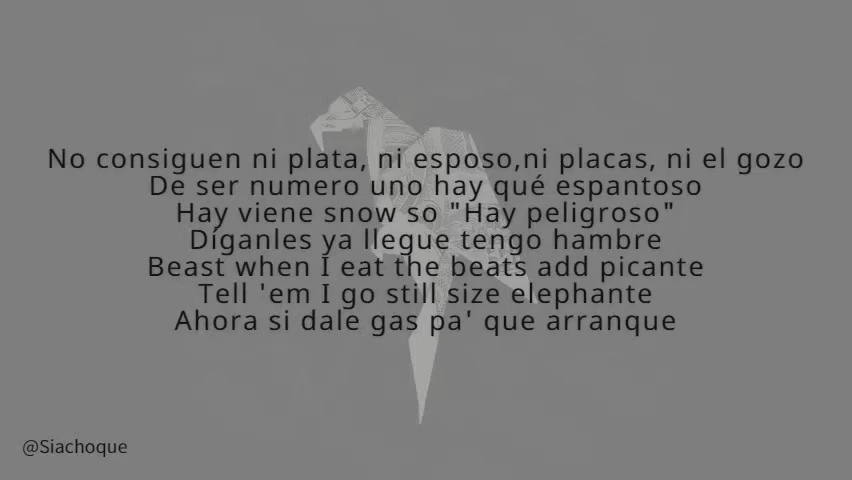 No consiguen ni plata, ni esposo,ni placas, ni el gozo
De ser numero uno hay qué espantoso
Hay viene snow so "Hay peligroso"
Díganles ya llegue tengo hambre
Beast when I eat the beats add picante
Tell 'em I go still size elephante
Ahora si dale gas pa' que arranque
@Siachoque